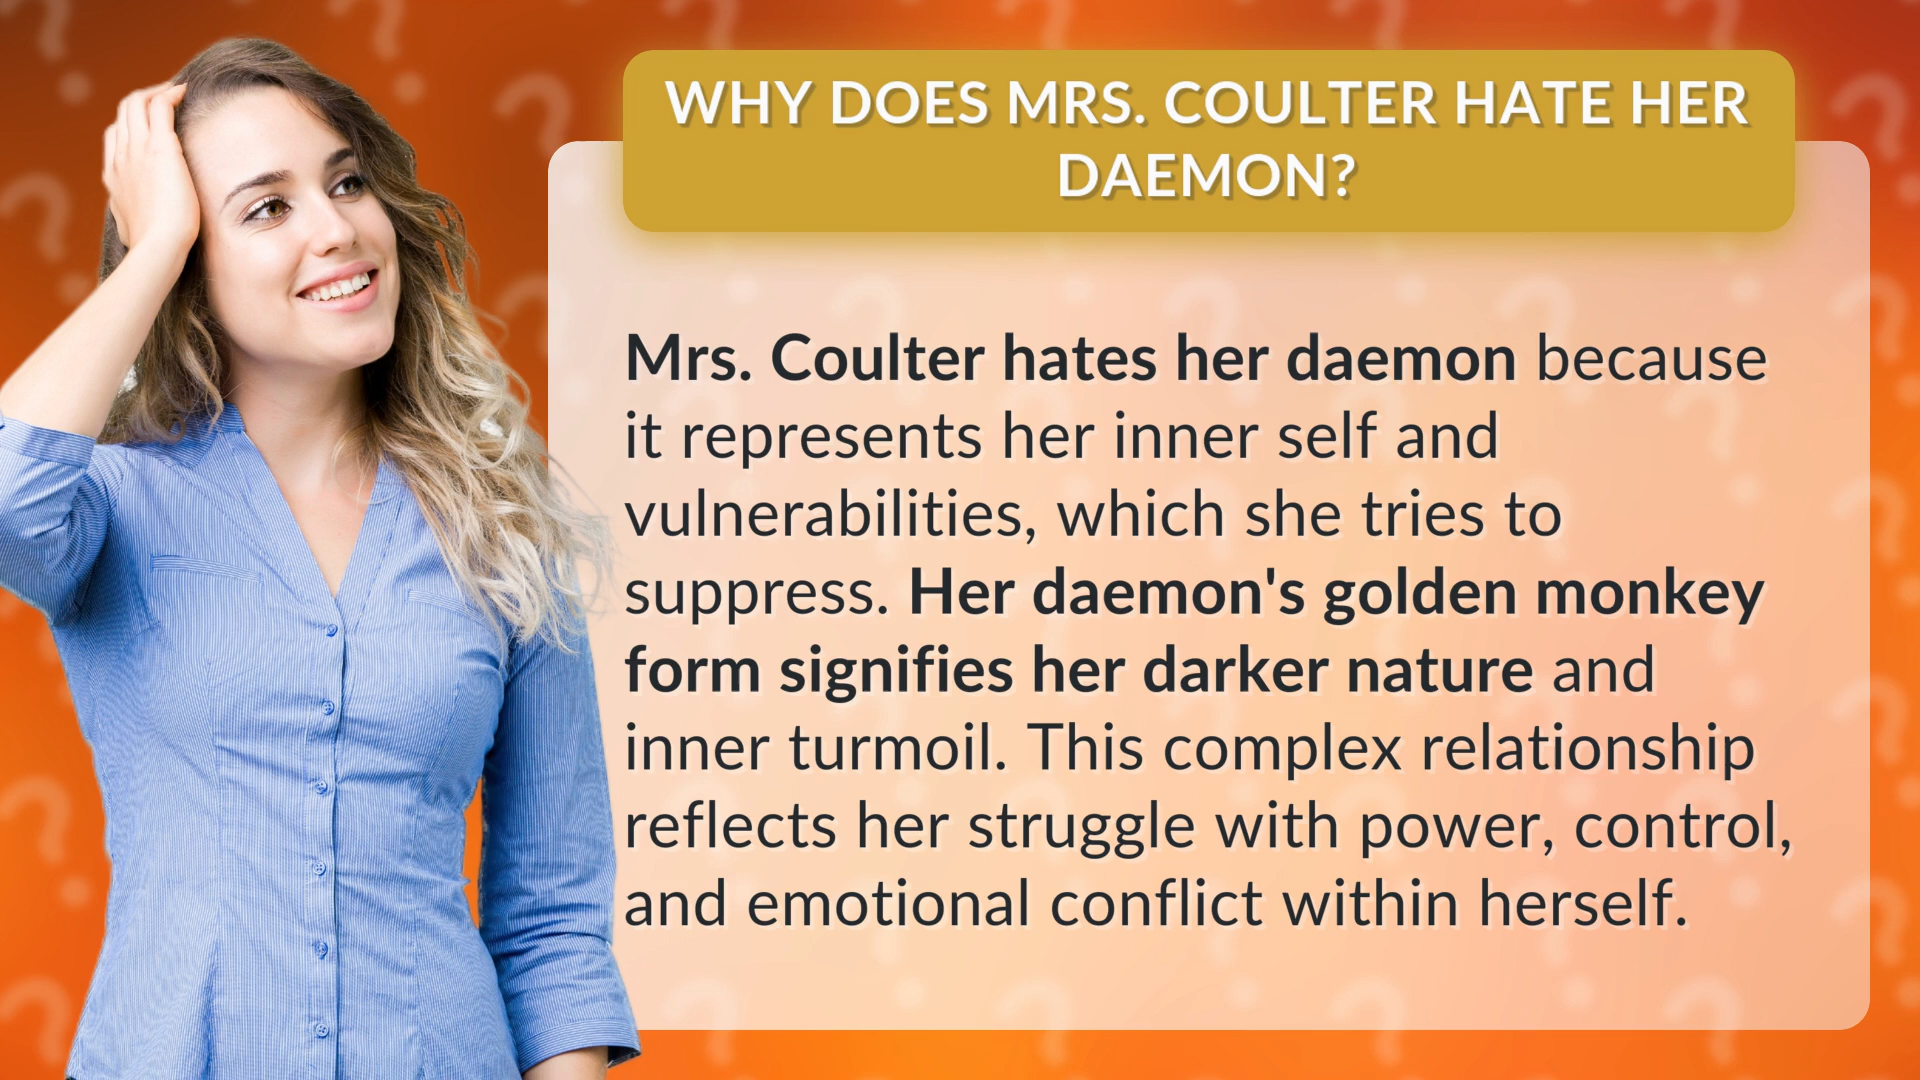 WHY DOES MRS. COULTER HATE HER
DAEMON?
Mrs. Coulter hates her daemon because
it represents her inner self and
vulnerabilities, which she tries to
suppress. Her daemon's golden monkey
form signifies her darker nature and
inner turmoil. This complex relationship
reflects her struggle with power, control,
and emotional conflict within herself.